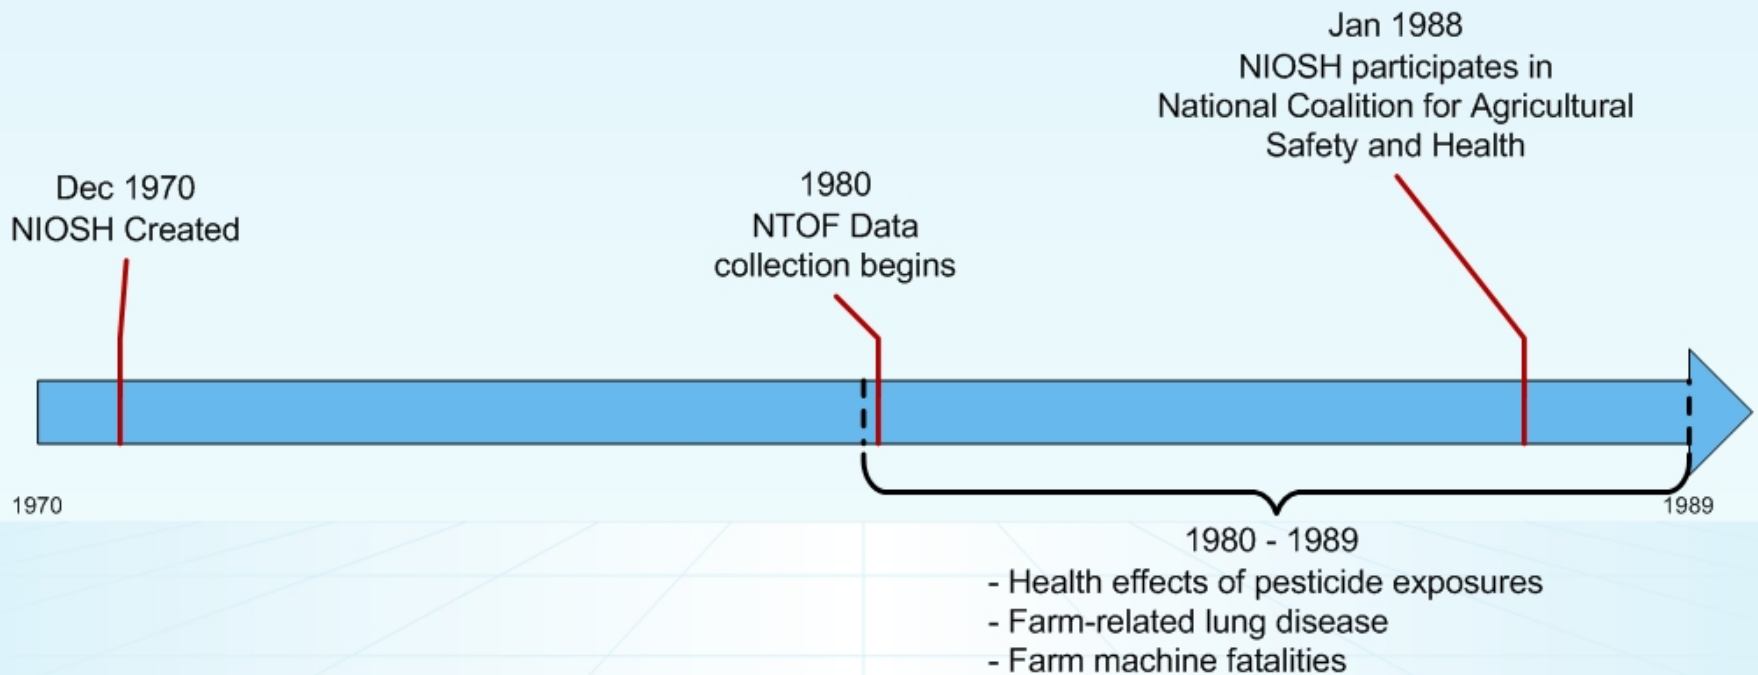 Dec 1970
NIOSH Created
1980
NTOF Data
collection begins
Jan 1988
NIOSH participates in
National Coalition for Agricultural
Safety and Health
1970
1989
1980 - 1989
- Health effects of pesticide exposures
- Farm-related lung disease
- Farm machine fatalities